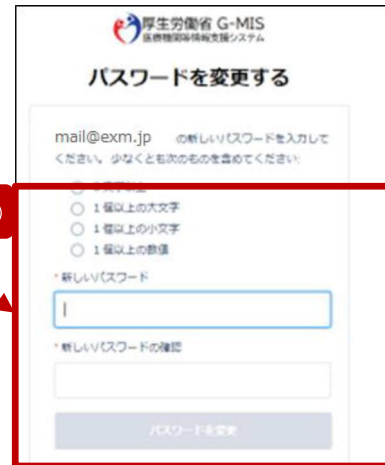 厚生労働省 G-MIS
医療機関等情報支援システム
パスワードを変更する
mail@exm.jp の新しいパスワードを入力して
ください。少なくとも次のものを含めてください:
1 個以上の大文字
1 個以上の小文字
1 個以上の数値
* 新しいパスワード
* 新しいパスワードの確認
パスワードを変更